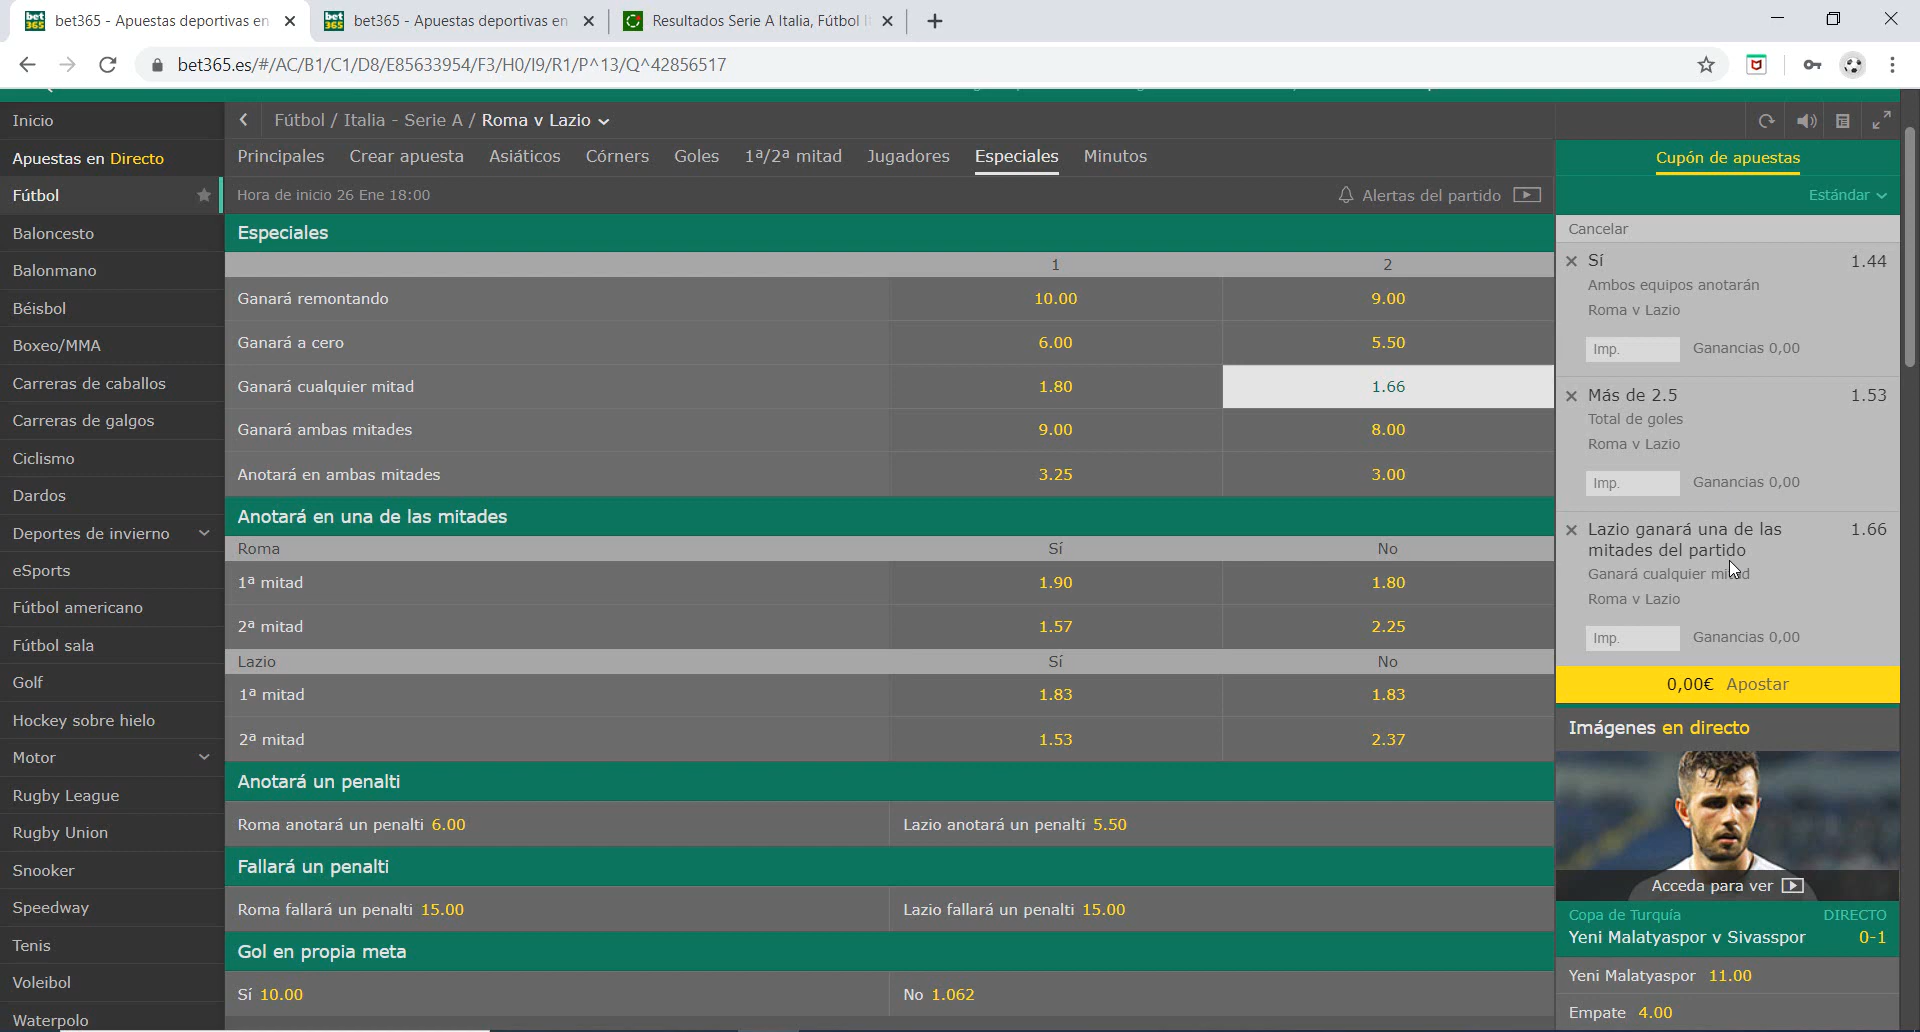 bet365 - Apuestas deportivas en
bet365 - Apuestas deportivas en
Resultados Serie A Italia, Fútbol I
bet365.es/#/AC/B1/C1/D8/E85633954/F3/H0/I9/R1/P^13/Q^42856517
Inicio
Apuestas en Directo
Fútbol
Baloncesto
Balonmano
Béisbol
Boxeo/MMA
Carreras de caballos
Carreras de galgos
Ciclismo
Dardos
Deportes de invierno
eSports
Fútbol americano
Fútbol sala
Golf
Hockey sobre hielo
Motor
Rugby League
Rugby Union
Snooker
Speedway
Tenis
Voleibol
Waterpolo
Fútbol / Italia - Serie A / Roma v Lazio
Principales Crear apuesta Asiáticos Córners Goles 1ª/2ª mitad Jugadores Especiales Minutos
Hora de inicio 26 Ene 18:00 Alertas del partido
Especiales
1 2
Ganará remontando 10.00 9.00
Ganará a cero 6.00 5.50
Ganará cualquier mitad 1.80 1.66
Ganará ambas mitades 9.00 8.00
Anotará en ambas mitades 3.25 3.00
Anotará en una de las mitades
Roma Sí No
1ª mitad 1.90 1.80
2ª mitad 1.57 2.25
Lazio Sí No
1ª mitad 1.83 1.83
2ª mitad 1.53 2.37
Anotará un penalti
Roma anotará un penalti 6.00 Lazio anotará un penalti 5.50
Fallará un penalti
Roma fallará un penalti 15.00 Lazio fallará un penalti 15.00
Gol en propia meta
Sí 10.00 No 1.062
Cupón de apuestas
Estándar
Cancelar
Sí 1.44
Ambos equipos anotarán
Roma v Lazio
Imp. Ganancias 0,00
Más de 2.5 1.53
Total de goles
Roma v Lazio
Imp. Ganancias 0,00
Lazio ganará una de las 1.66
mitades del partido
Ganará cualquier mitad
Roma v Lazio
Imp. Ganancias 0,00
0,00€ Apostar
Imágenes en directo
Acceda para ver
Copa de Turquía DIRECTO
Yeni Malatyaspor v Sivasspor 0-1
Yeni Malatyaspor 11.00
Empate 4.00